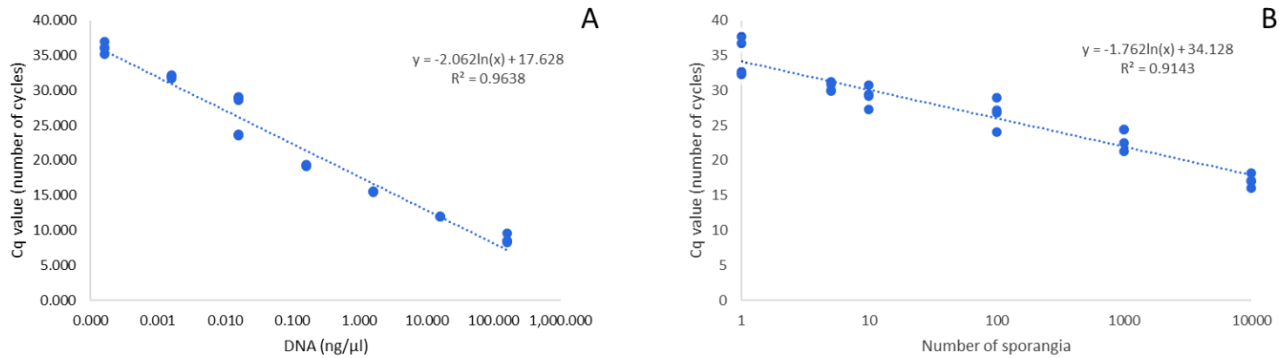 A
40.000
35.000
30.000
25.000
20.000
15.000
10.000
5.000
0.000
Cq value (number of cycles)
y = -2.062ln(x) + 17.628
R² = 0.9638
0.000 0.001 0.010 0.100 1.000 10.000 100.000 1,000.000
DNA (ng/µl)
B
40
35
30
25
20
15
10
5
0
Cq value (number of cycles)
y = -1.762ln(x) + 34.128
R² = 0.9143
1 10 100 1000 10000
Number of sporangia